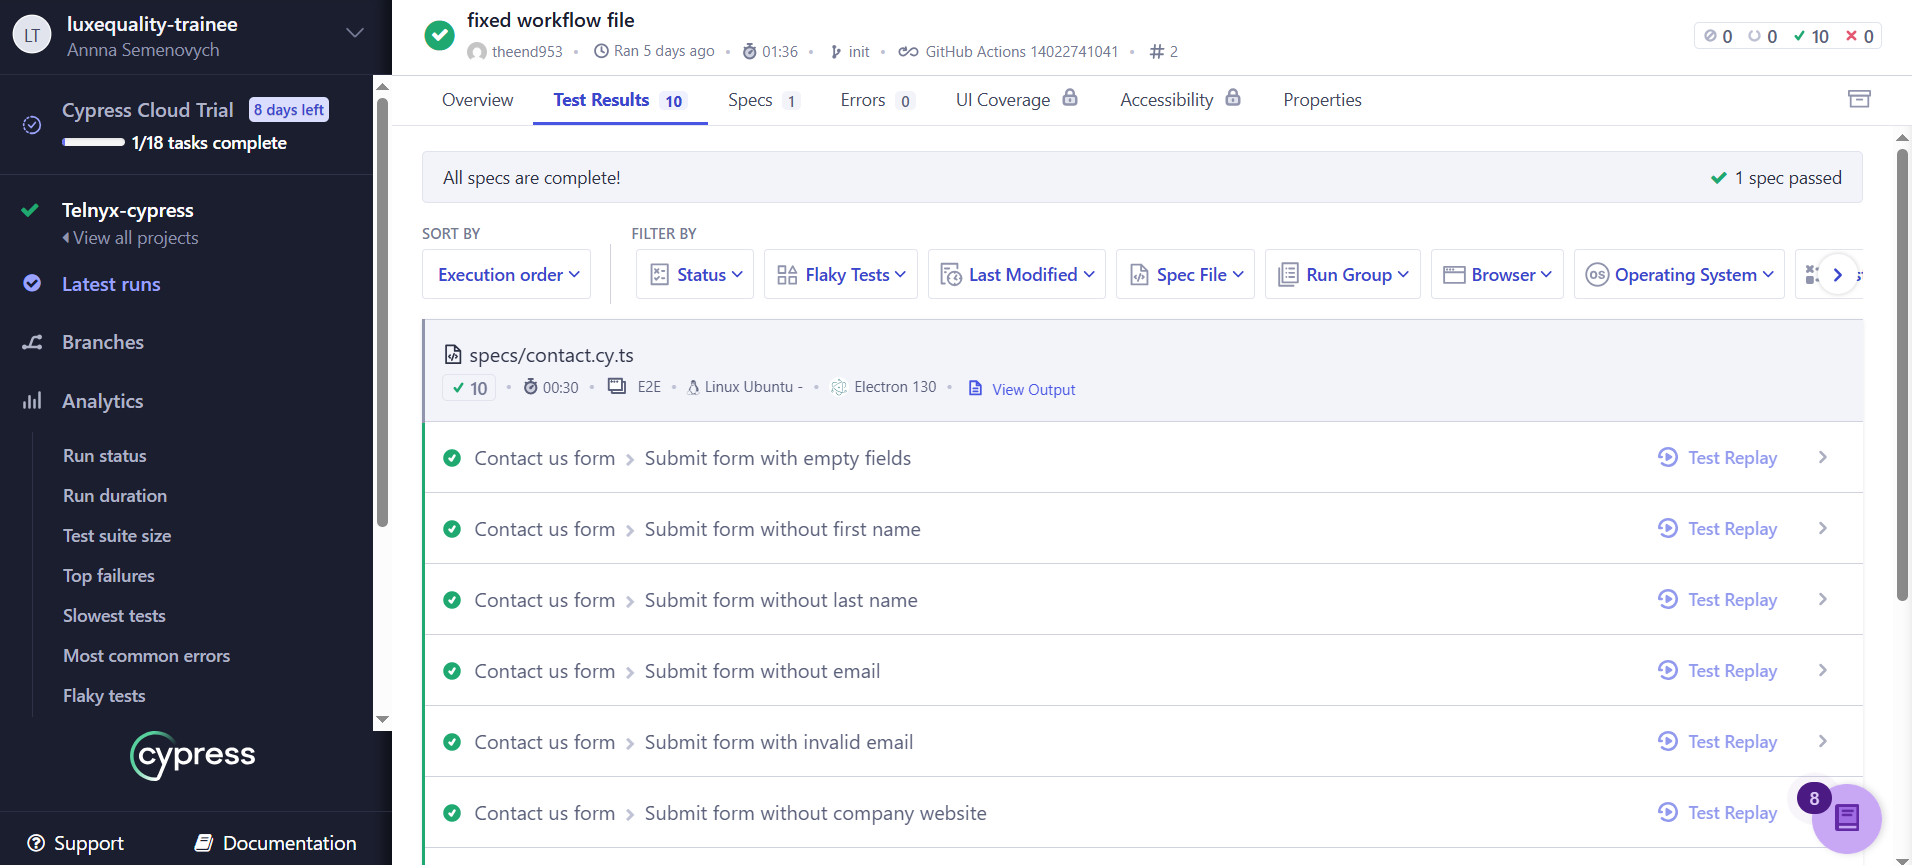 LT
luxequality-trainee
Annna Semenovych
Cypress Cloud Trial 8 days left
1/18 tasks complete
Telnyx-cypress
View all projects
Latest runs
Branches
Analytics
Run status
Run duration
Test suite size
Top failures
Slowest tests
Most common errors
Flaky tests
cypress
Support
Documentation
fixed workflow file
theend953 • Ran 5 days ago • 01:36 • init • GitHub Actions 14022741041 • # 2
0 0 10 0
Overview
Test Results 10
Specs 1
Errors 0
UI Coverage
Accessibility
Properties
All specs are complete!
1 spec passed
SORT BY
FILTER BY
Execution order
Status
Flaky Tests
Last Modified
Spec File
Run Group
Browser
OS Operating System
specs/contact.cy.ts
10 • 00:30 • E2E • Linux Ubuntu - • Electron 130 • View Output
Contact us form > Submit form with empty fields Test Replay
Contact us form > Submit form without first name Test Replay
Contact us form > Submit form without last name Test Replay
Contact us form > Submit form without email Test Replay
Contact us form > Submit form with invalid email Test Replay
Contact us form > Submit form without company website Test Replay
8